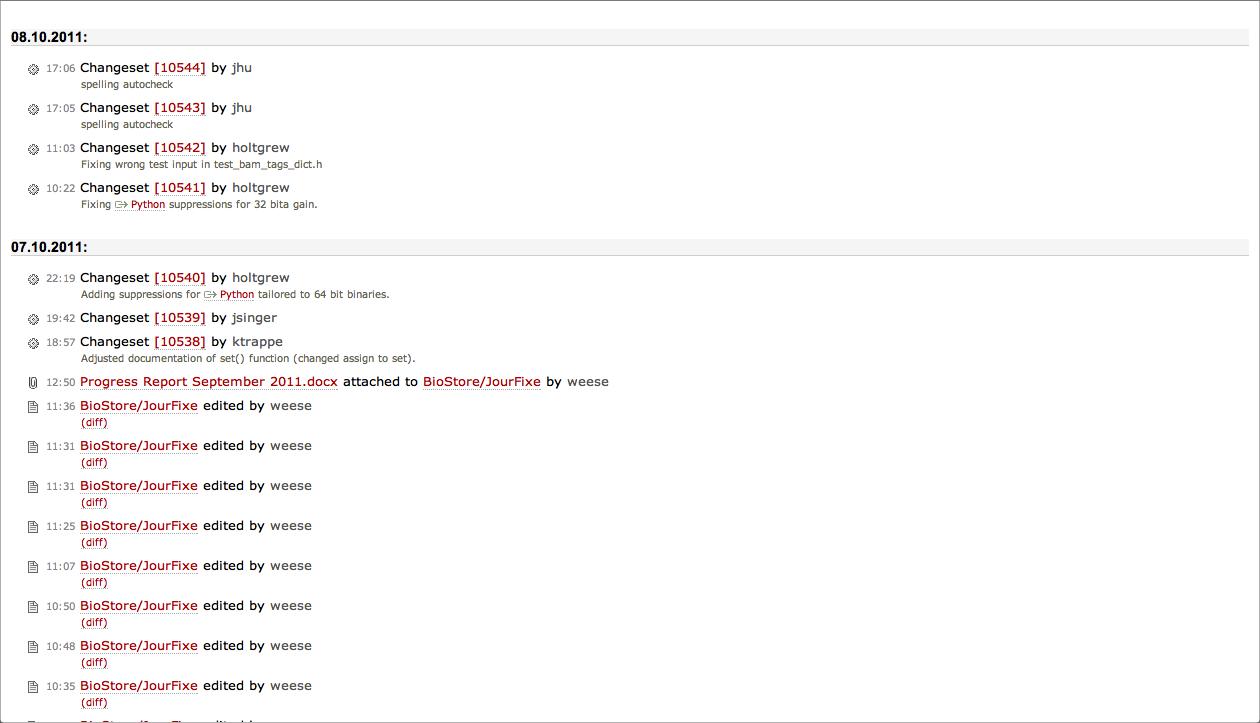 08.10.2011:
17:06 Changeset [10544] by jhu
spelling autocheck
17:05 Changeset [10543] by jhu
spelling autocheck
11:03 Changeset [10542] by holtgrew
Fixing wrong test input in test_bam_tags_dict.h
10:22 Changeset [10541] by holtgrew
Fixing Python suppressions for 32 bita gain.
07.10.2011:
22:19 Changeset [10540] by holtgrew
Adding suppressions for Python tailored to 64 bit binaries.
19:42 Changeset [10539] by jsinger
18:57 Changeset [10538] by ktrappe
Adjusted documentation of set() function (changed assign to set).
12:50 Progress Report September 2011.docx attached to BioStore/JourFixe by weese
11:36 BioStore/JourFixe edited by weese
(diff)
11:31 BioStore/JourFixe edited by weese
(diff)
11:31 BioStore/JourFixe edited by weese
(diff)
11:25 BioStore/JourFixe edited by weese
(diff)
11:07 BioStore/JourFixe edited by weese
(diff)
10:50 BioStore/JourFixe edited by weese
(diff)
10:48 BioStore/JourFixe edited by weese
(diff)
10:35 BioStore/JourFixe edited by weese
(diff)